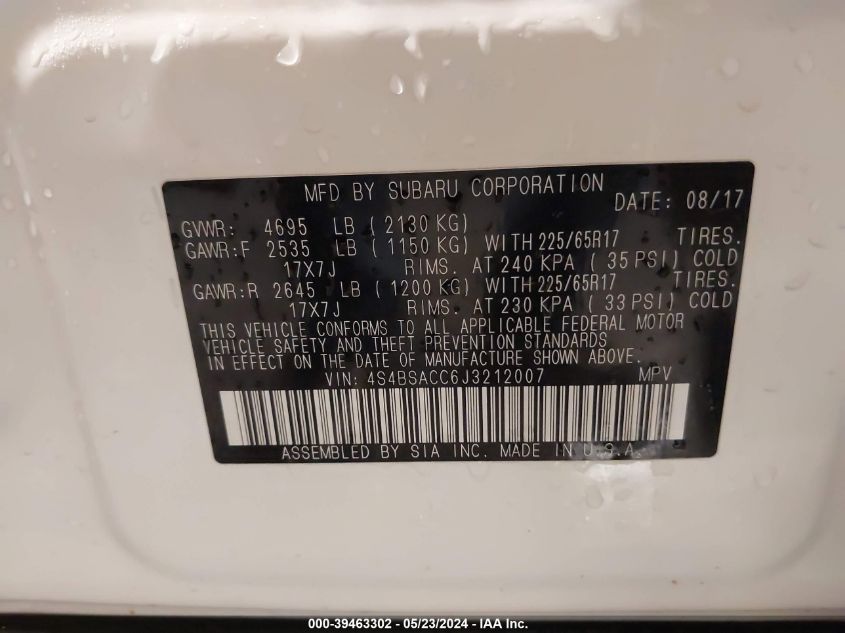 MFD BY SUBARU CORPORATION DATE: 08/17
GVWR: 4695 LB ( 2130 KG)
GAWR:F 2535 LB ( 1150 KG) WITH 225/65R17 TIRES.
17X7J RIMS. AT 240 KPA ( 35 PSI) COLD
GAWR:R 2645 LB ( 1200 KG) WITH 225/65R17 TIRES.
17X7J RIMS. AT 230 KPA ( 33 PSI) COLD
THIS VEHICLE CONFORMS TO ALL APPLICABLE FEDERAL MOTOR
VEHICLE SAFETY AND THEFT PREVENTION STANDARDS
IN EFFECT ON THE DATE OF MANUFACTURE SHOWN ABOVE.
VIN: 4S4BSACC6J3212007 MPV
ASSEMBLED BY SIA INC. MADE IN U.S.A.
000-39463302 - 05/23/2024 - IAA Inc.